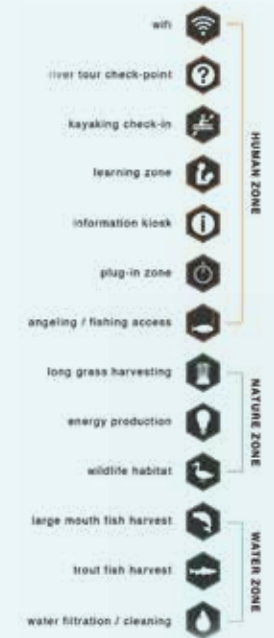 wifi
river tour check-point
kayaking check-in
learning zone
information kiosk
plug-in zone
angeling / fishing access
HUMAN ZONE
long grass harvesting
energy production
wildlife habitat
NATURE ZONE
large mouth fish harvest
trout fish harvest
water filtration / cleaning
WATER ZONE